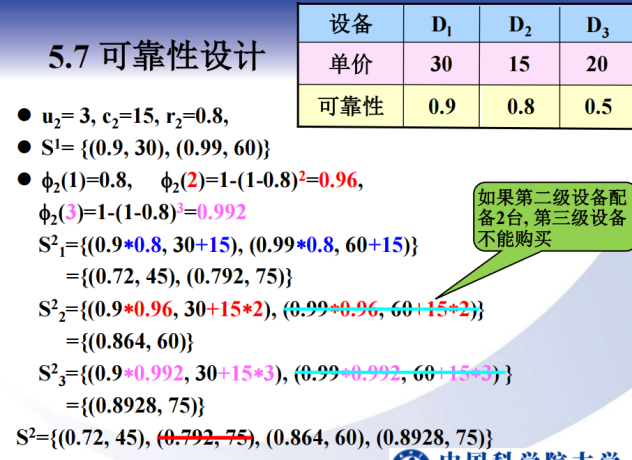 5.7 可靠性设计
设备 D₁ D₂ D₃
单价 30 15 20
可靠性 0.9 0.8 0.5
● u₂= 3, c₂=15, r₂=0.8,
● S¹= {(0.9, 30), (0.99, 60)}
● ϕ₂(1)=0.8, ϕ₂(2)=1-(1-0.8)²=0.96,
ϕ₂(3)=1-(1-0.8)³=0.992
如果第二级设备配
备2台, 第三级设备
不能购买
S²₁={(0.9*0.8, 30+15), (0.99*0.8, 60+15)}
={(0.72, 45), (0.792, 75)}
S²₂={(0.9*0.96, 30+15*2), (0.99*0.96, 60+15*2)}
={(0.864, 60)}
S²₃={(0.9*0.992, 30+15*3), (0.99*0.992, 60+15*3) }
={(0.8928, 75)}
S²={(0.72, 45), (0.792, 75), (0.864, 60), (0.8928, 75)}
中国科学院大学